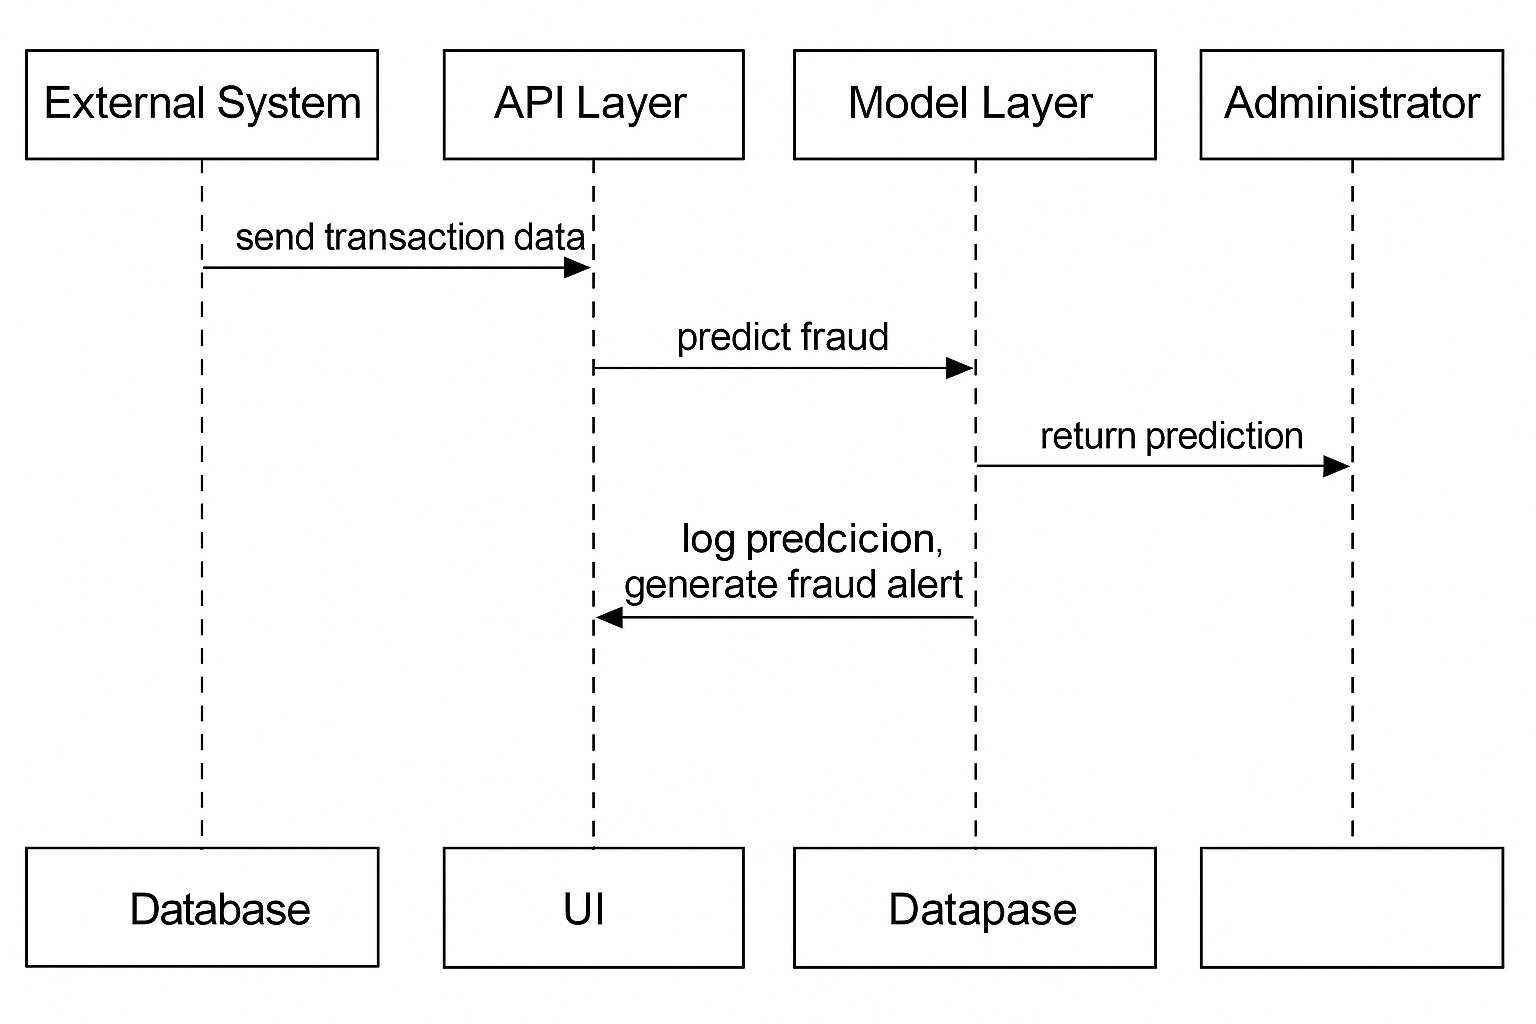 External System
API Layer
Model Layer
Administrator
send transaction data
predict fraud
return prediction
log predcicion,
generate fraud alert
Database
UI
Datapase